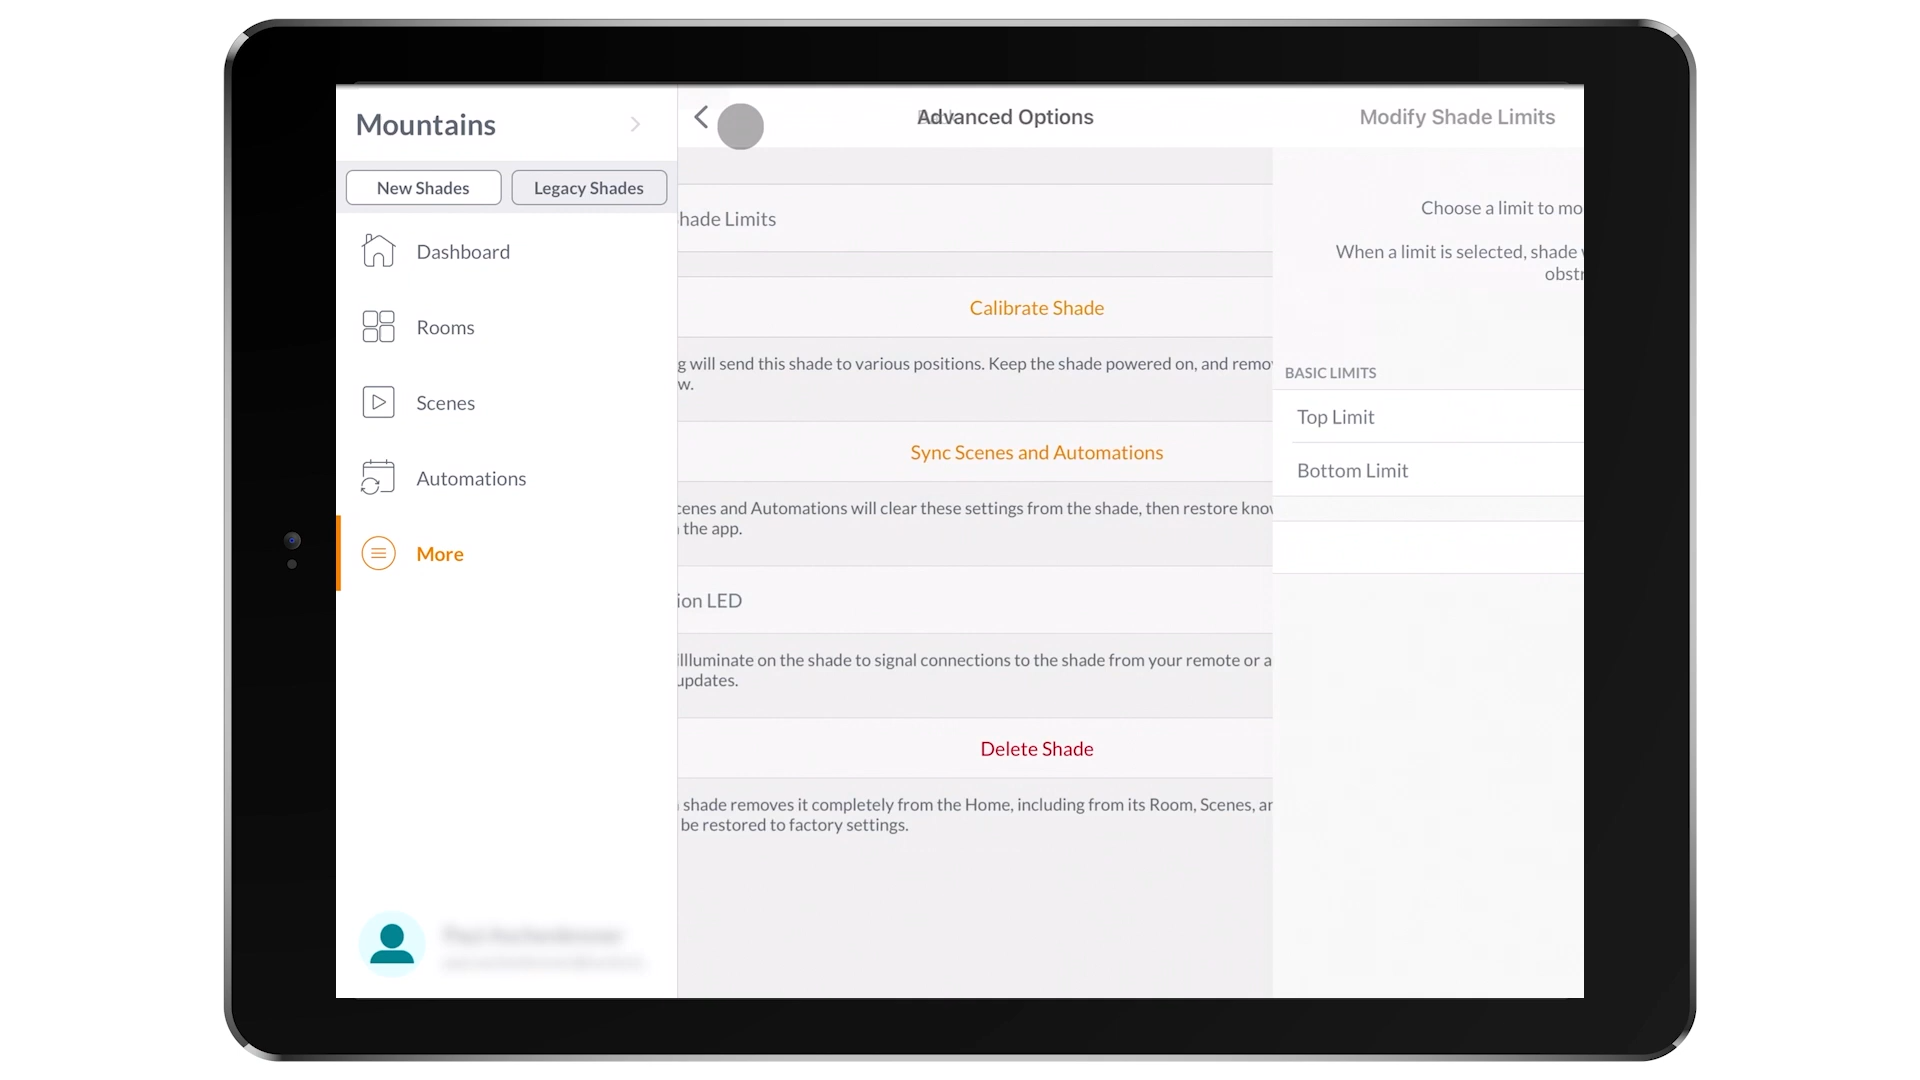 Mountains
New Shades
Legacy Shades
Dashboard
Rooms
Scenes
Automations
More
Advanced Options
Modify Shade Limits
hade Limits
Calibrate Shade
g will send this shade to various positions. Keep the shade powered on, and remo
w.
Sync Scenes and Automations
cenes and Automations will clear these settings from the shade, then restore know
the app.
ion LED
illuminate on the shade to signal connections to the shade from your remote or a
updates.
Delete Shade
shade removes it completely from the Home, including from its Room, Scenes, an
be restored to factory settings.
Choose a limit to mo
When a limit is selected, shade
obstr
BASIC LIMITS
Top Limit
Bottom Limit